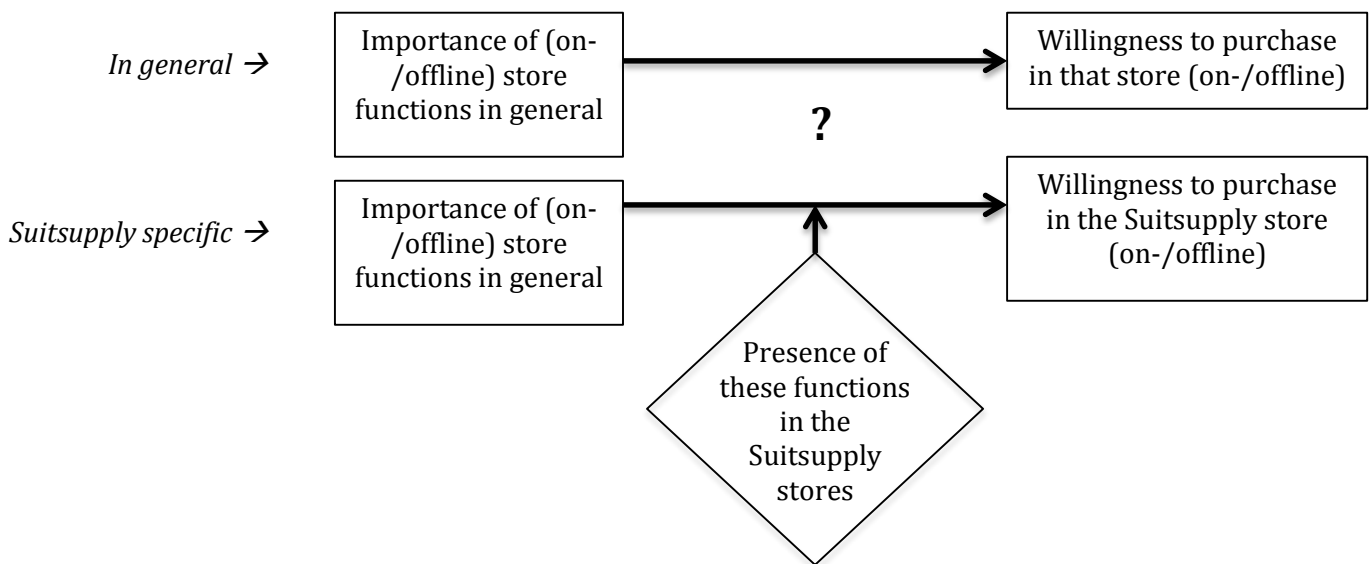 In general →
Importance of (on-
/offline) store
functions in general
Willingness to purchase
in that store (on-/offline)
?
Suitsupply specific →
Importance of (on-
/offline) store
functions in general
Willingness to purchase
in the Suitsupply store
(on-/offline)
Presence of
these functions
in the
Suitsupply
stores